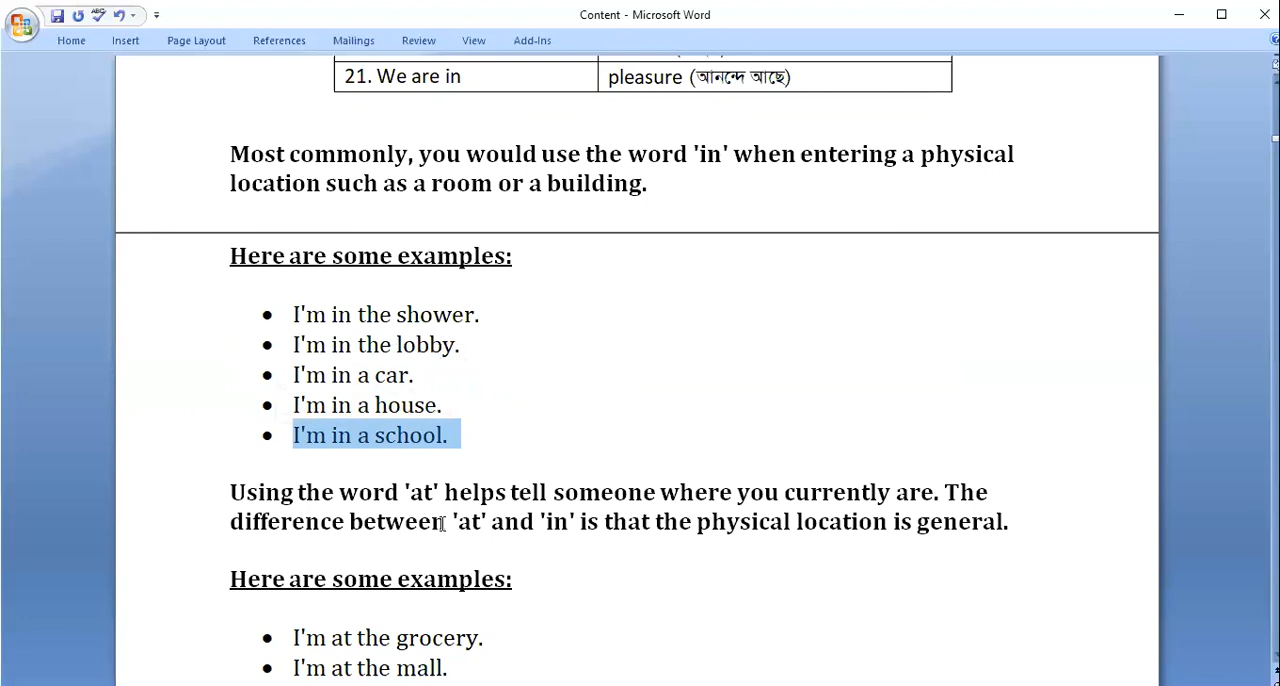 Content - Microsoft Word
Home Insert Page Layout References Mailings Review View Add-Ins
21. We are in pleasure (আনন্দে আছে)
Most commonly, you would use the word 'in' when entering a physical
location such as a room or a building.
Here are some examples:
• I'm in the shower.
• I'm in the lobby.
• I'm in a car.
• I'm in a house.
• I'm in a school.
Using the word 'at' helps tell someone where you currently are. The
difference between 'at' and 'in' is that the physical location is general.
Here are some examples:
• I'm at the grocery.
• I'm at the mall.